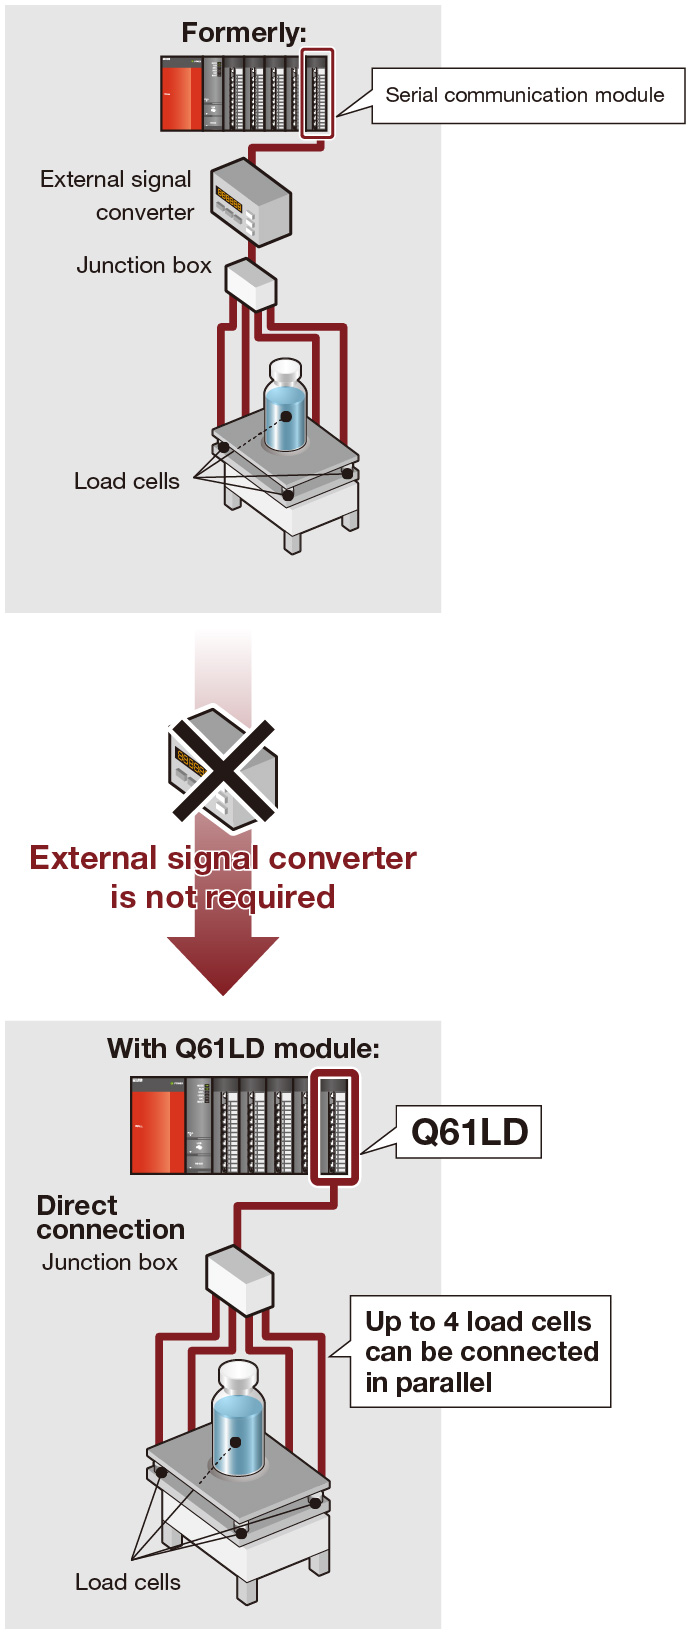 Formerly:
Serial communication module
External signal
converter
Junction box
Load cells
External signal converter
is not required
With Q61LD module:
Q61LD
Direct
connection
Junction box
Up to 4 load cells
can be connected
in parallel
Load cells